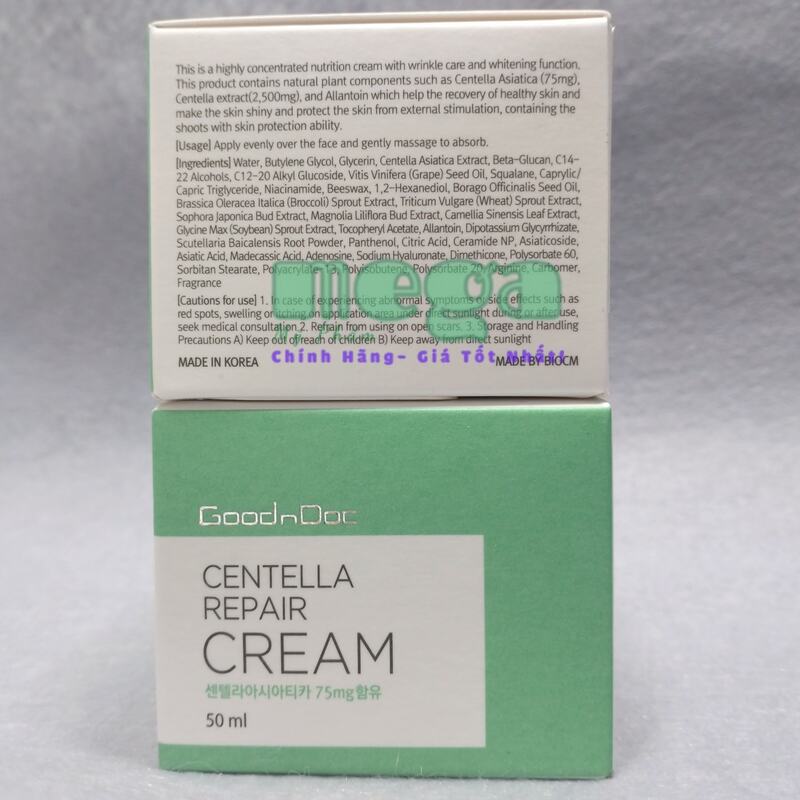 This is a highly concentrated nutrition cream with wrinkle care and whitening function.
This product contains natural plant components such as Centella Asiatica (75mg),
Centella extract(2,500mg), and Allantoin which help the recovery of healthy skin and
make the skin shiny and protect the skin from external stimulation, containing the
shoots with skin protection ability.
[Usage] Apply evenly over the face and gently massage to absorb.
[Ingredients] Water, Butylene Glycol, Glycerin, Centella Asiatica Extract, Beta-Glucan, C14-
22 Alcohols, C12-20 Alkyl Glucoside, Vitis Vinifera (Grape) Seed Oil, Squalane, Caprylic/
Capric Triglyceride, Niacinamide, Beeswax, 1,2-Hexanediol, Borago Officinalis Seed Oil,
Brassica Oleracea Italica (Broccoli) Sprout Extract, Triticum Vulgare (Wheat) Sprout Extract,
Sophora Japonica Bud Extract, Magnolia Liliflora Bud Extract, Camellia Sinensis Leaf Extract,
Glycine Max (Soybean) Sprout Extract, Tocopheryl Acetate, Allantoin, Dipotassium Glycyrrhizate,
Scutellaria Baicalensis Root Powder, Panthenol, Citric Acid, Ceramide NP, Asiaticoside,
Asiatic Acid, Madecassic Acid, Adenosine, Sodium Hyaluronate, Dimethicone, Polysorbate 60,
Sorbitan Stearate, Polyacrylate-13, Polyisobutene, Polysorbate 20, Arginine, Carbomer,
Fragrance
mega
[Cautions for use] 1. In case of experiencing abnormal symptoms or side effects such as
red spots, swelling or itching on application area under direct sunlight during or after use,
seek medical consultation 2. Refrain from using on open scars. 3. Storage and Handling
Precautions A) Keep out of reach of children B) Keep away from direct sunlight
Mỹ Phẩm
Chính Hãng- Giá Tốt Nhất!
MADE IN KOREA MADE BY BIOCM
GoodnDoc
CENTELLA
REPAIR
CREAM
센텔라아시아티카 75mg 함유
50 ml